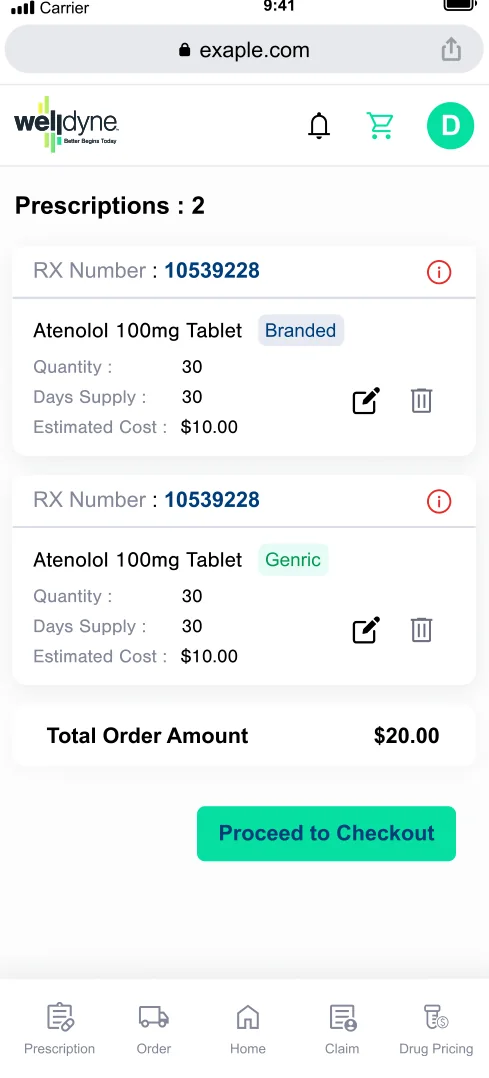 Carrier 9:41
exaple.com
welldyne.
Better Begins Today
D
Prescriptions : 2
RX Number : 10539228
Atenolol 100mg Tablet Branded
Quantity : 30
Days Supply : 30
Estimated Cost : $10.00
RX Number : 10539228
Atenolol 100mg Tablet Genric
Quantity : 30
Days Supply : 30
Estimated Cost : $10.00
Total Order Amount $20.00
Proceed to Checkout
Prescription Order Home Claim Drug Pricing